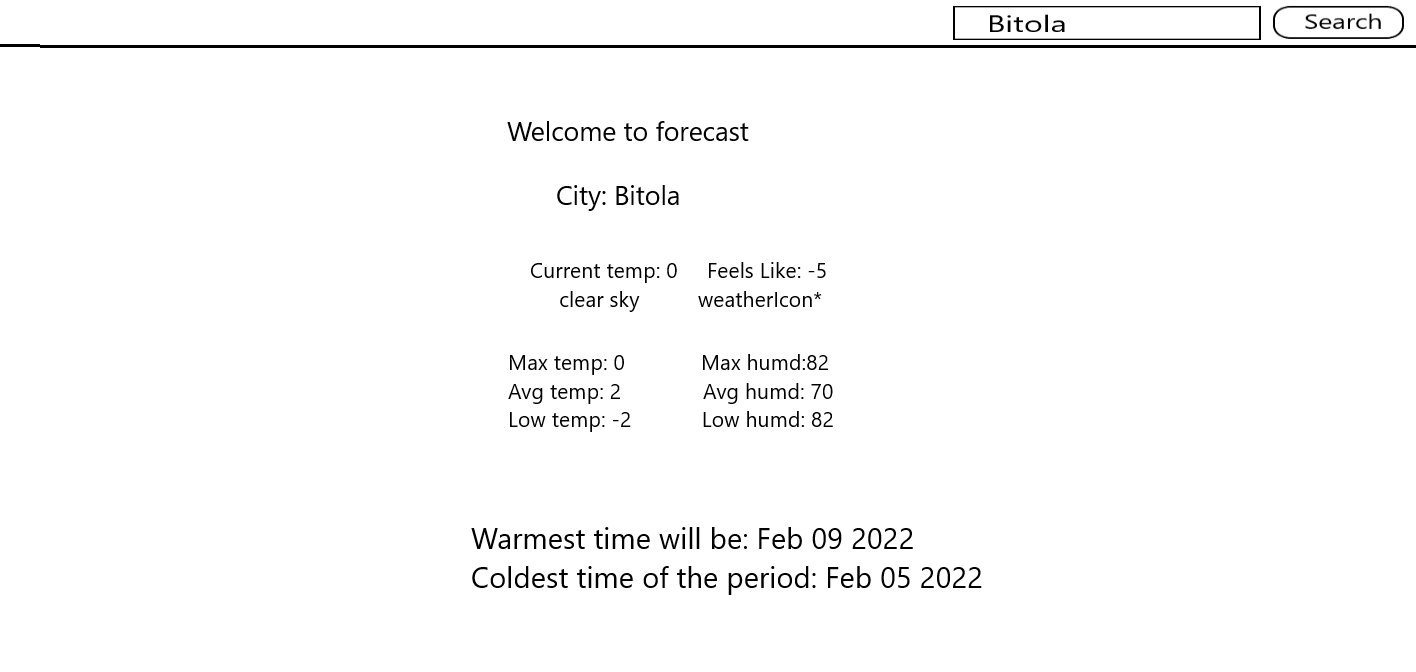 Bitola Search
Welcome to forecast
City: Bitola
Current temp: 0 Feels Like: -5
clear sky weatherIcon*
Max temp: 0 Max humd:82
Avg temp: 2 Avg humd: 70
Low temp: -2 Low humd: 82
Warmest time will be: Feb 09 2022
Coldest time of the period: Feb 05 2022